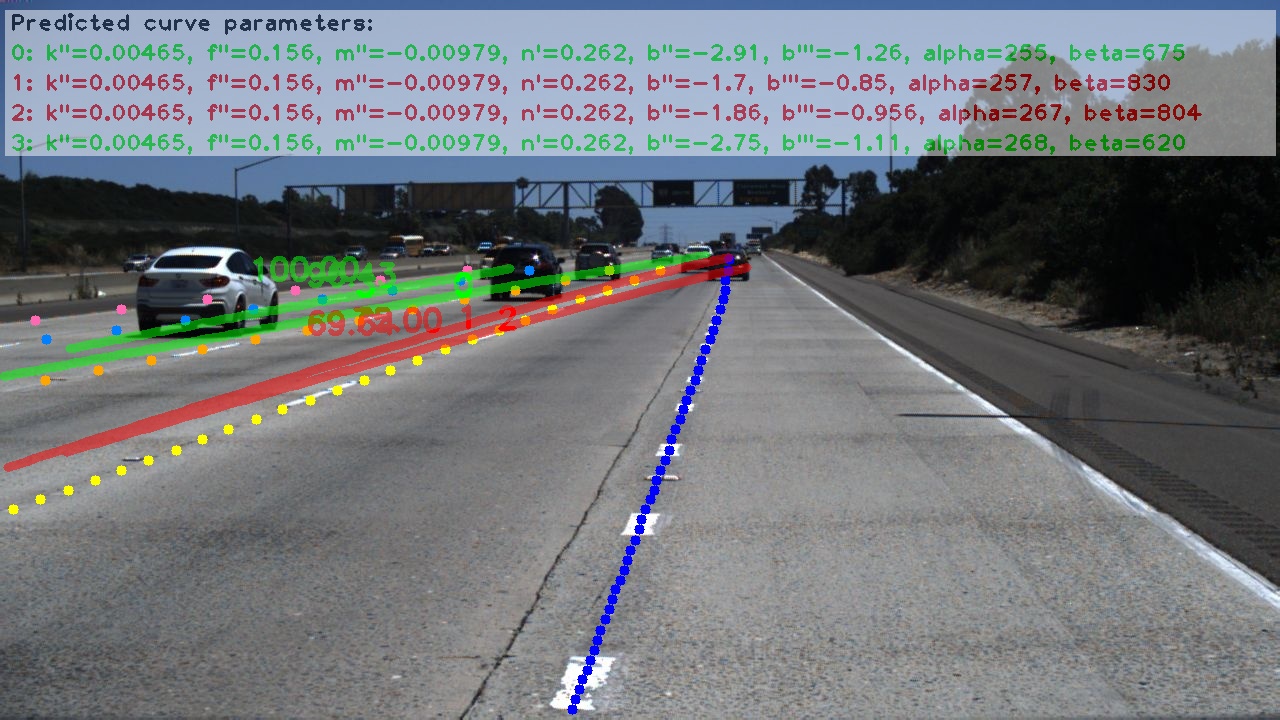 Predicted curve parameters:
0: k"=0.00465, f"=0.156, m"=−0.00979, n'=0.262, b"=−2.91, b'"=−1.26, alpha=255, beta=675
1: k"=0.00465, f"=0.156, m"=−0.00979, n'=0.262, b"=−1.7, b'"=−0.85, alpha=257, beta=830
2: k"=0.00465, f"=0.156, m"=−0.00979, n'=0.262, b"=−1.86, b'"=−0.956, alpha=267, beta=804
3: k"=0.00465, f"=0.156, m"=−0.00979, n'=0.262, b"=−2.75, b'"=−1.11, alpha=268, beta=620
1 2